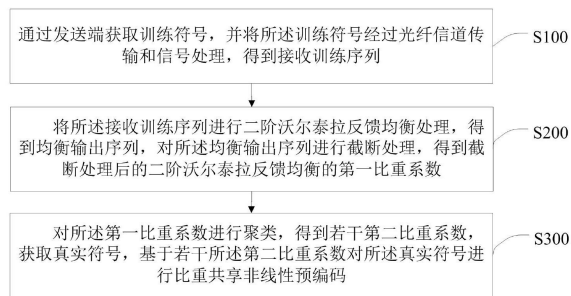 通过发送端获取训练符号,并将所述训练符号经过光纤信道传
输和信号处理,得到接收训练序列
S100
将所述接收训练序列进行二阶沃尔泰拉反馈均衡处理,得
到均衡输出序列,对所述均衡输出序列进行截断处理,得到截
断处理后的二阶沃尔泰拉反馈均衡的第一比重系数
S200
对所述第一比重系数进行聚类,得到若干第二比重系数,
获取真实符号,基于若干所述第二比重系数对所述真实符号进
行比重共享非线性预编码
S300